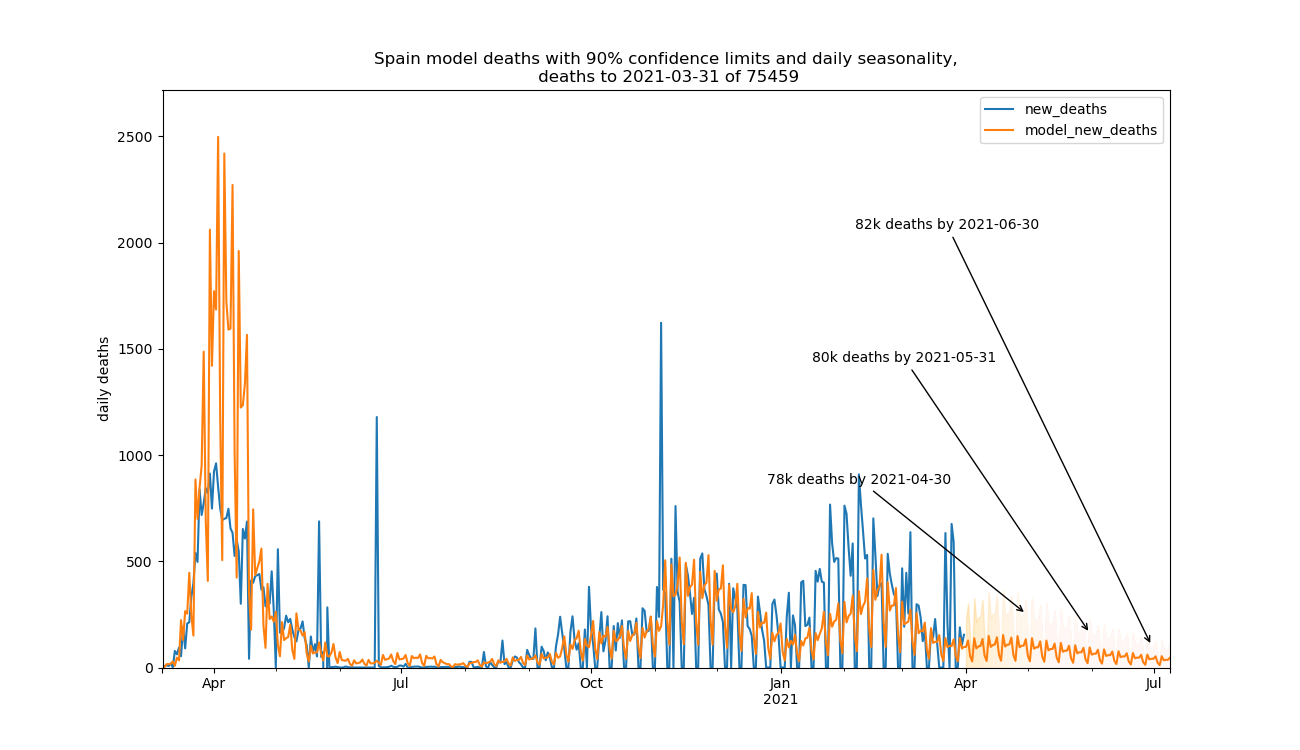 Spain model deaths with 90% confidence limits and daily seasonality,
deaths to 2021-03-31 of 75459
new_deaths
model_new_deaths
2500
2000
1500
1000
500
0
daily deaths
82k deaths by 2021-06-30
80k deaths by 2021-05-31
78k deaths by 2021-04-30
Apr
Jul
Oct
Jan
2021
Apr
Jul